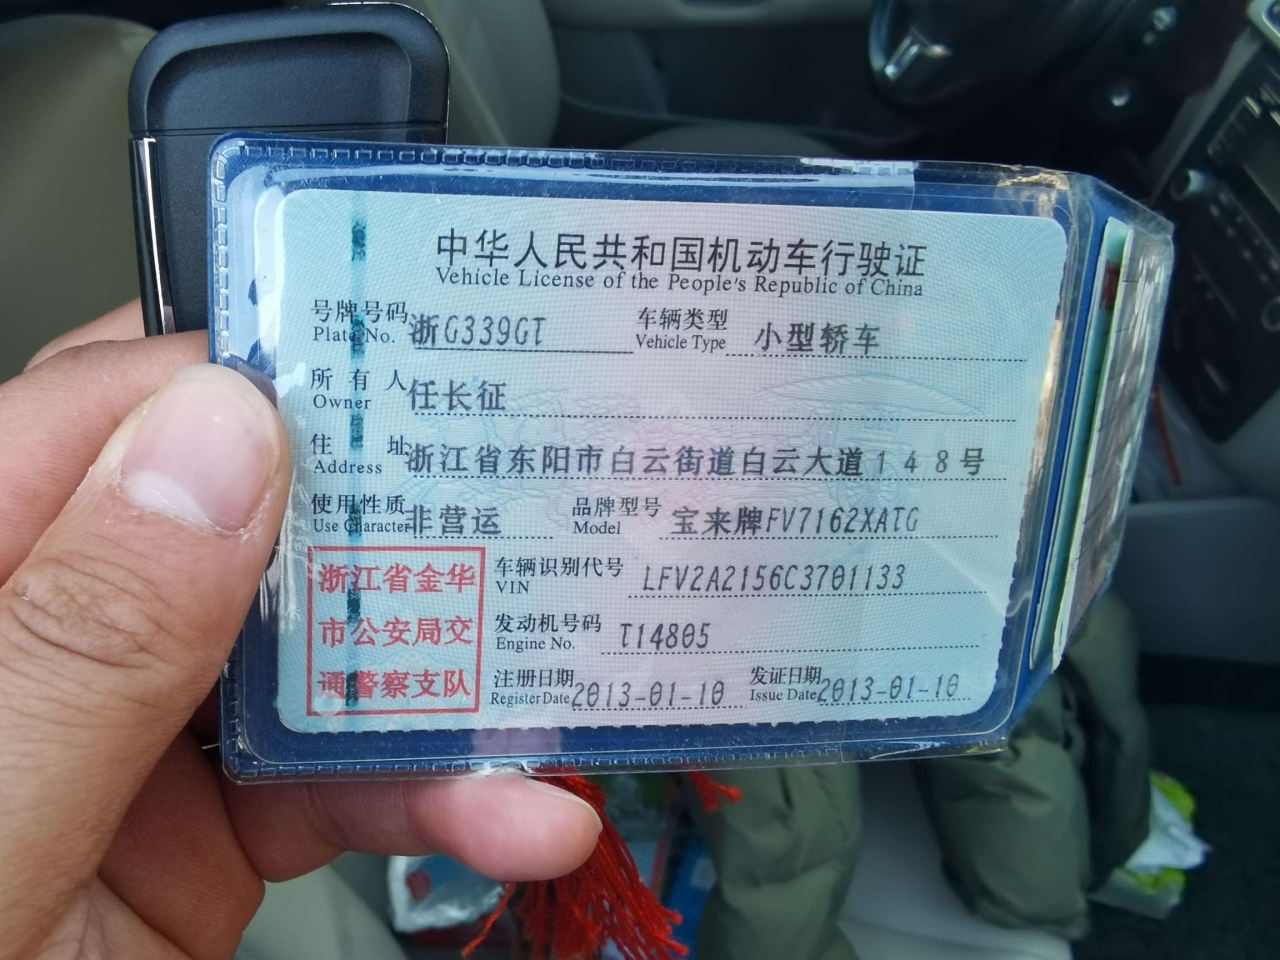 中华人民共和国机动车行驶证
Vehicle License of the People's Republic of China
号牌号码 浙G339GT 车辆类型 小型轿车
Plate No. Vehicle Type
所有人 任长征
Owner
住址 浙江省东阳市白云街道白云大道148号
Address
使用性质 非营运 品牌型号 宝来牌FV7162XATG
Use Character Model
浙江省金华
市公安局交
通警察支队
车辆识别代号 LFV2A2156C3701133
VIN
发动机号码 T14805
Engine No.
注册日期 2013-01-10 发证日期 2013-01-10
Register Date Issue Date